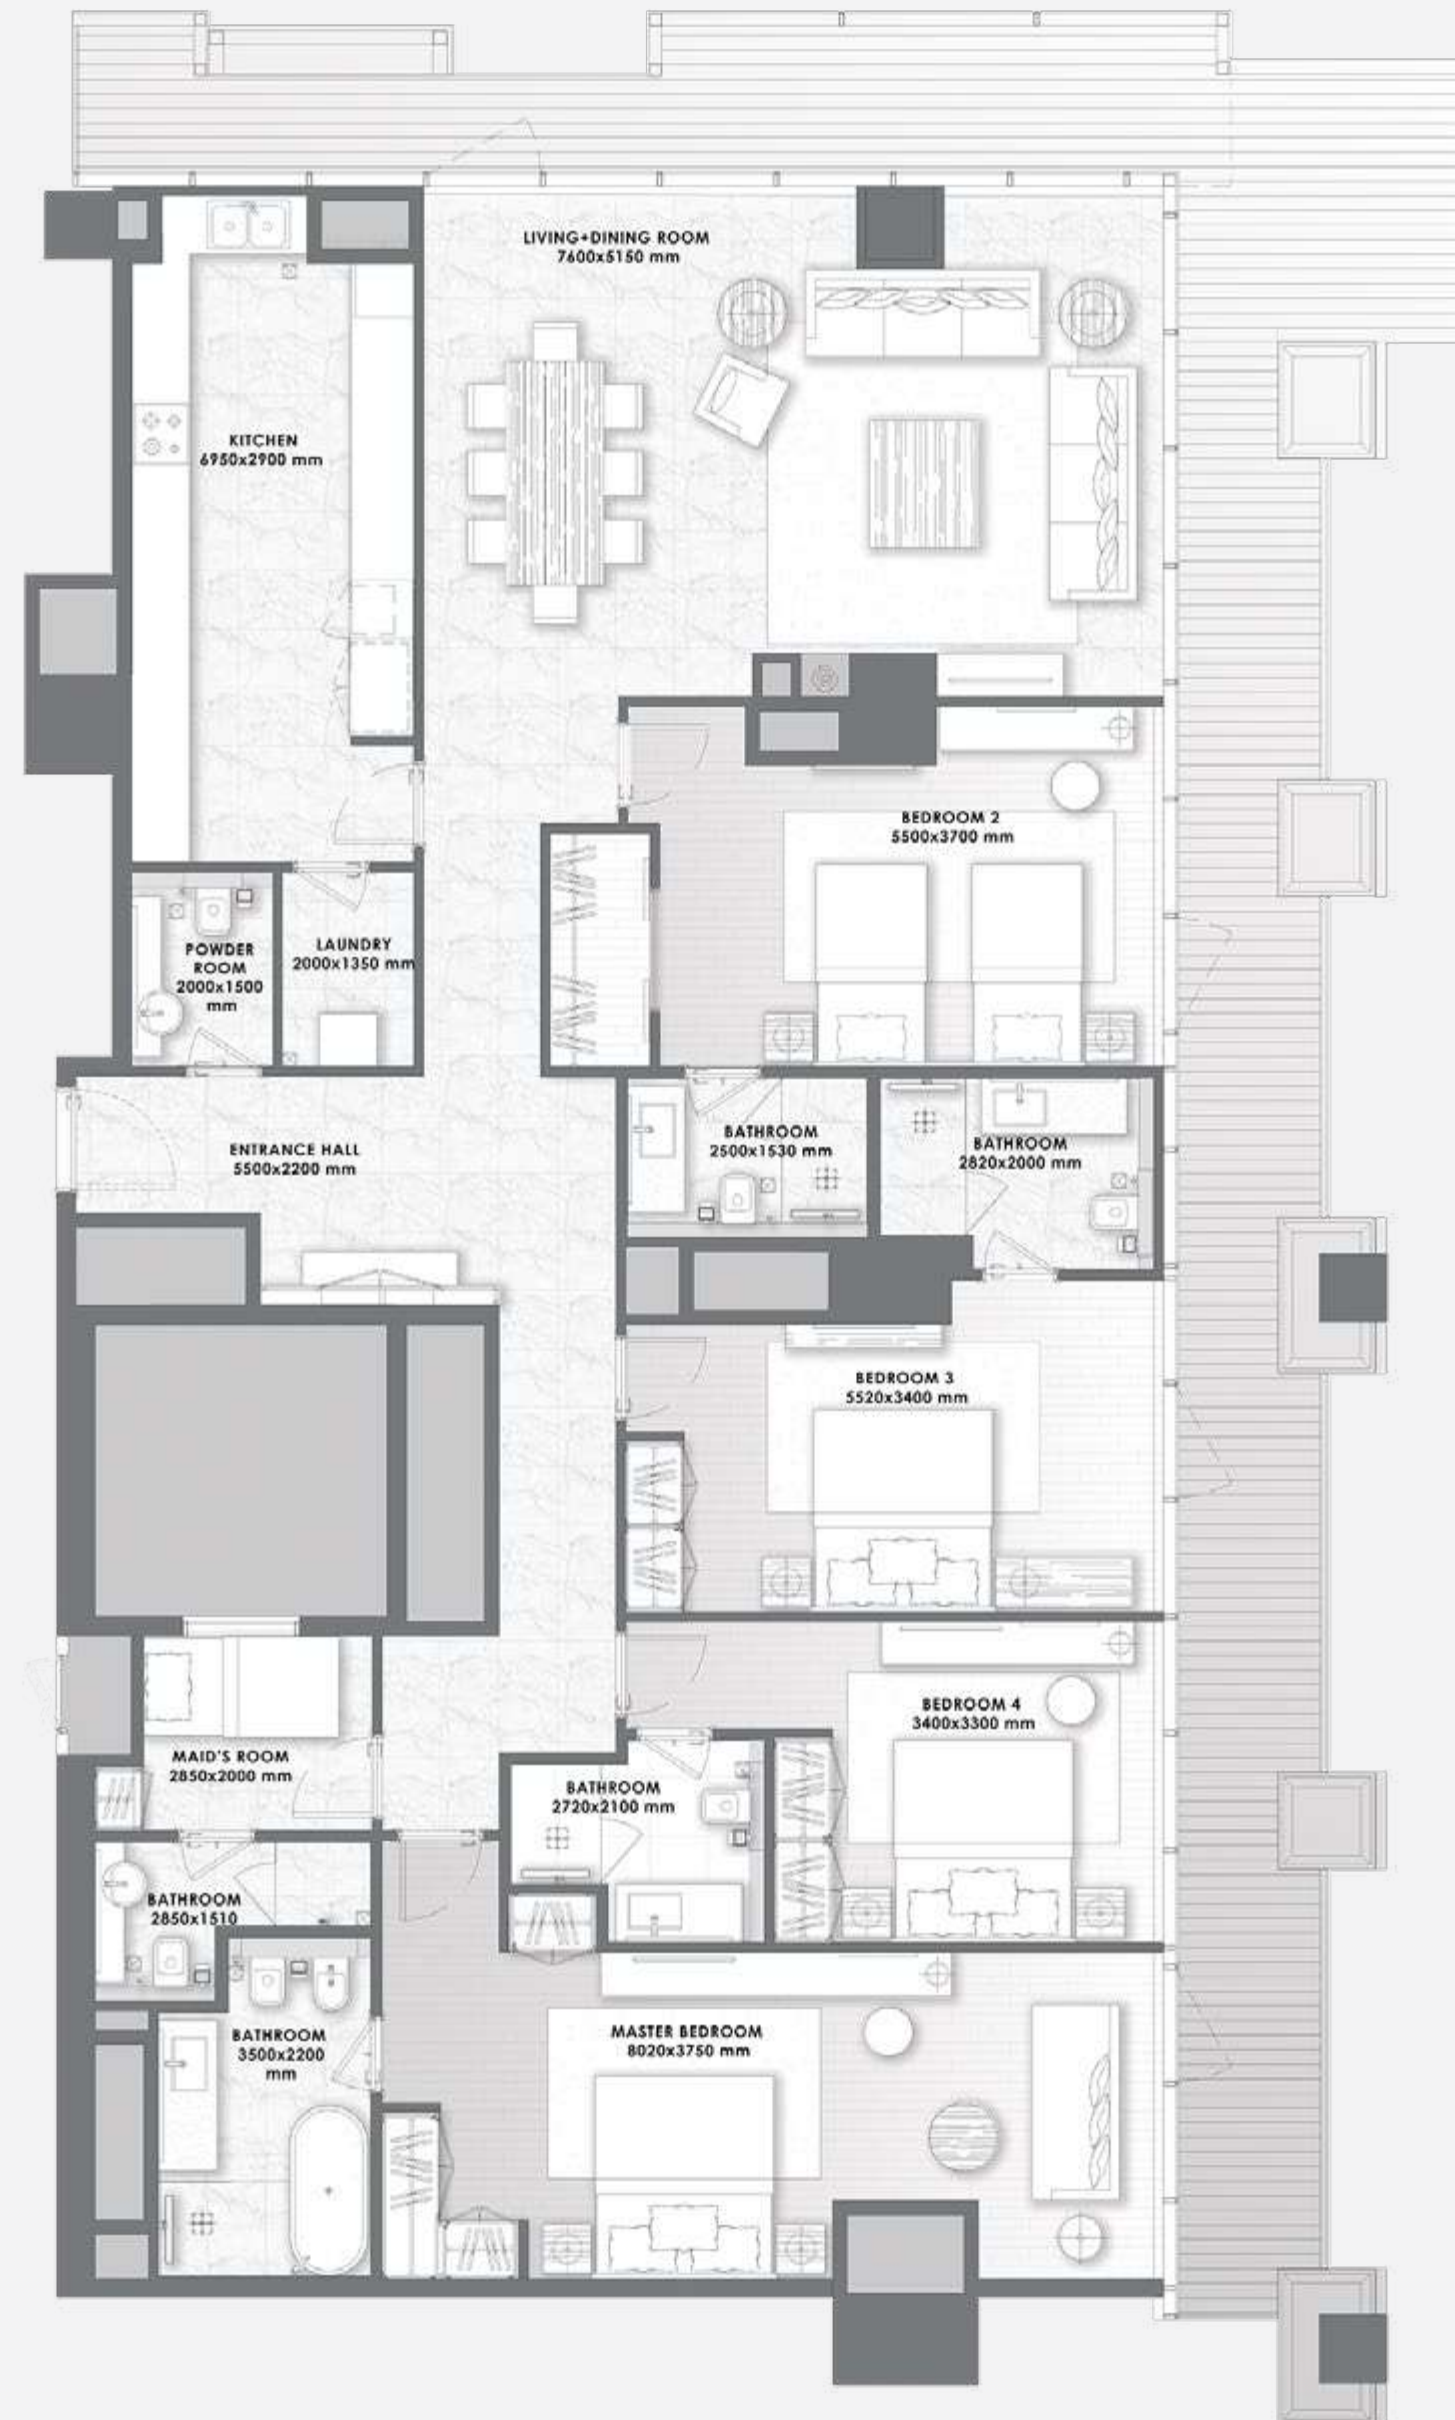 LIVING+DINING ROOM
7600x5150 mm
KITCHEN
6950x2900 mm
BEDROOM 2
5500x3700 mm
POWDER
ROOM
2000x1500
mm
LAUNDRY
2000x1350 mm
ENTRANCE HALL
5500x2200 mm
BATHROOM
2500x1530 mm
BATHROOM
2820x2000 mm
BEDROOM 3
5520x3400 mm
BEDROOM 4
3400x3300 mm
MAID'S ROOM
2850x2000 mm
BATHROOM
2720x2100 mm
BATHROOM
2850x1510
BATHROOM
3500x2200
mm
MASTER BEDROOM
8020x3750 mm